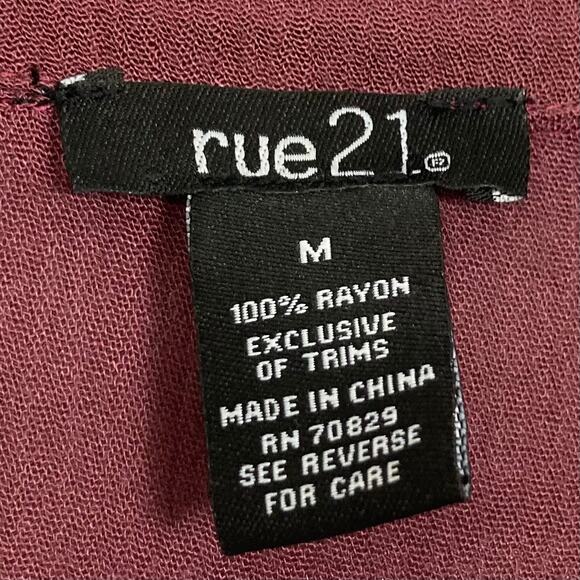 rue21®
M
100% RAYON
EXCLUSIVE
OF TRIMS
MADE IN CHINA
RN 70829
SEE REVERSE
FOR CARE